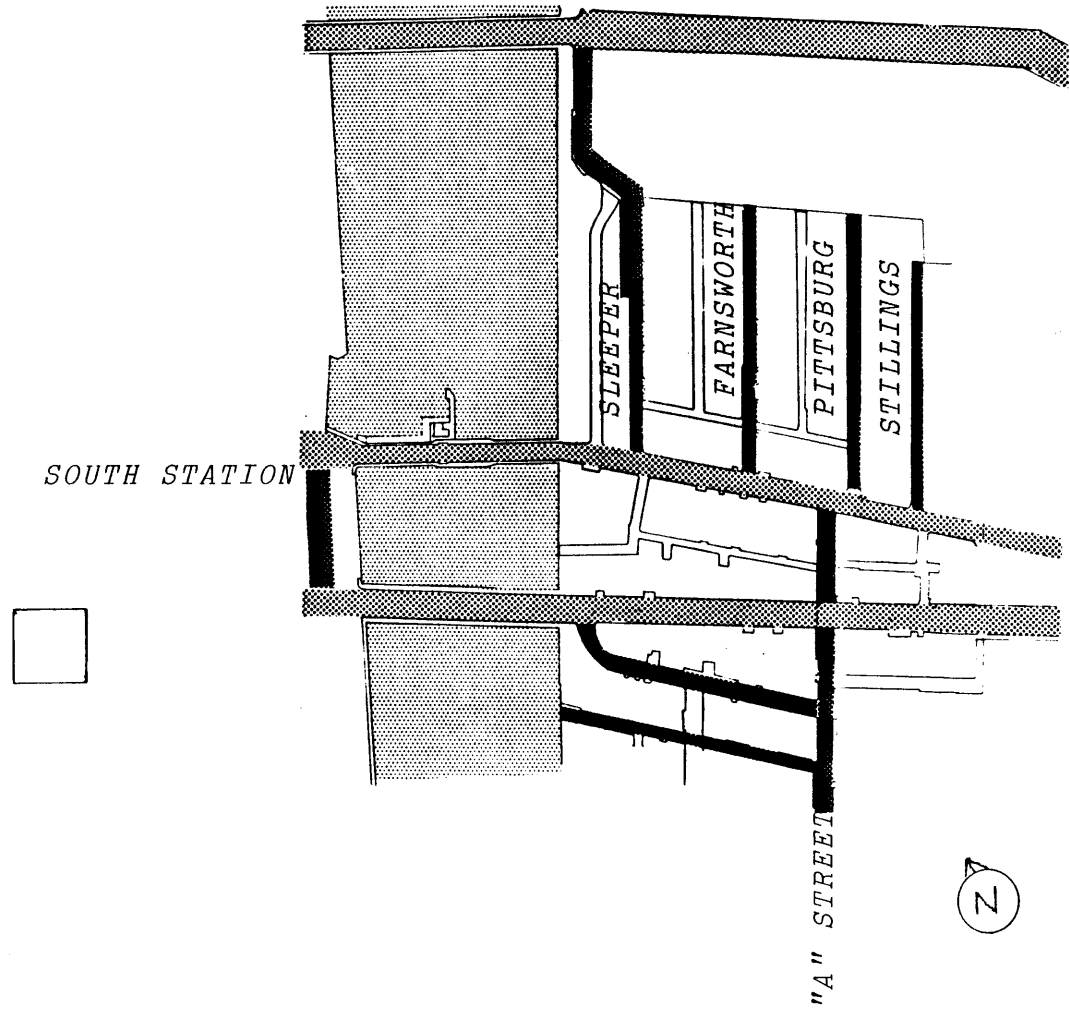 SOUTH STATION
SLEEPER
FARNSWORTH
PITTSBURG
STILLINGS
"A" STREET
N